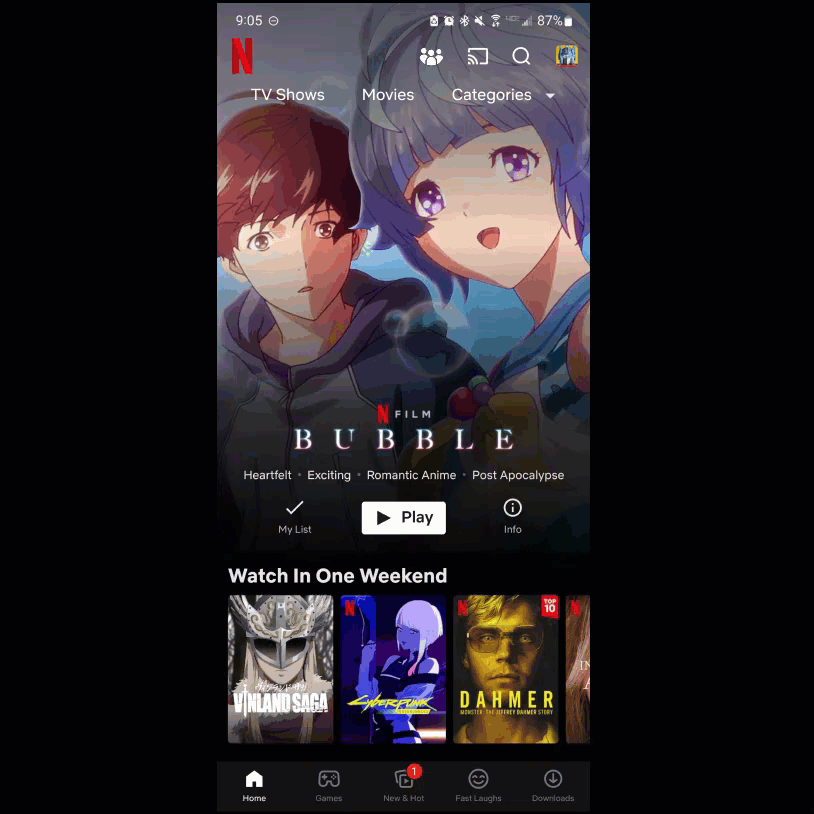 9:05
87%
N
TV Shows
Movies
Categories
N FILM
BUBBLE
Heartfelt • Exciting • Romantic Anime • Post Apocalypse
My List
Play
Info
Watch In One Weekend
VINLAND SAGA
N
CYBERPUNK
N
TOP
10
DAHMER
MONSTER: THE JEFFREY DAHMER STORY
N
IN
A
1
Home
Games
New & Hot
Fast Laughs
Downloads